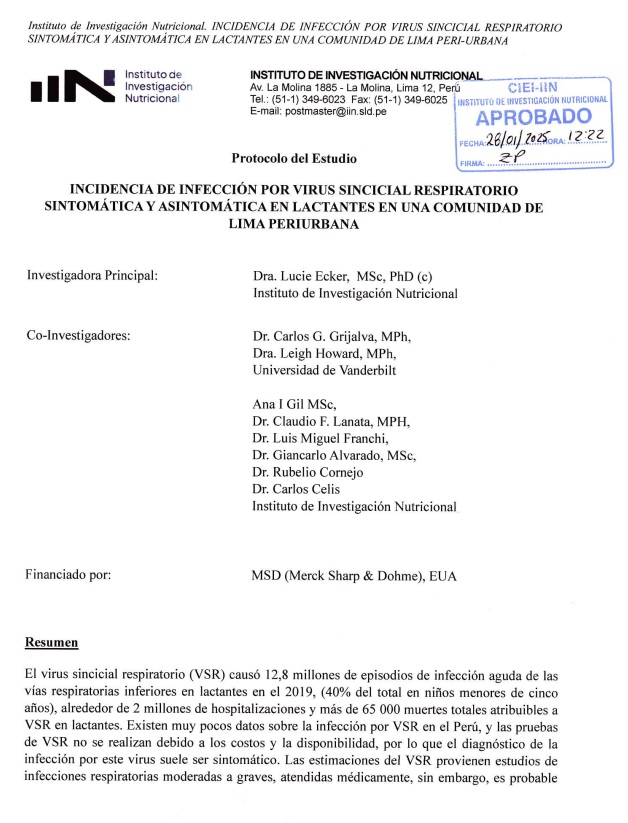 Instituto de Investigación Nutricional. INCIDENCIA DE INFECCIÓN POR VIRUS SINCICIAL RESPIRATORIO
SINTOMÁTICA Y ASINTOMÁTICA EN LACTANTES EN UNA COMUNIDAD DE LIMA PERI-URBANA
IIN
Instituto de
Investigación
Nutricional
INSTITUTO DE INVESTIGACIÓN NUTRICIONAL
Av. La Molina 1885 - La Molina, Lima 12, Perú
Tel.: (51-1) 349-6023 Fax: (51-1) 349-6025
E-mail: postmaster@iin.sld.pe
CIEI-IIN
INSTITUTO DE INVESTIGACIÓN NUTRICIONAL
APROBADO
FECHA: 28/01/2025 HORA: 12:22
FIRMA: ZP
Protocolo del Estudio
INCIDENCIA DE INFECCIÓN POR VIRUS SINCICIAL RESPIRATORIO
SINTOMÁTICA Y ASINTOMÁTICA EN LACTANTES EN UNA COMUNIDAD DE
LIMA PERIURBANA
Investigadora Principal: Dra. Lucie Ecker, MSc, PhD (c)
Instituto de Investigación Nutricional
Co-Investigadores: Dr. Carlos G. Grijalva, MPh,
Dra. Leigh Howard, MPh,
Universidad de Vanderbilt
Ana I Gil MSc,
Dr. Claudio F. Lanata, MPH,
Dr. Luis Miguel Franchi,
Dr. Giancarlo Alvarado, MSc,
Dr. Rubelio Cornejo
Dr. Carlos Celis
Instituto de Investigación Nutricional
Financiado por: MSD (Merck Sharp & Dohme), EUA
Resumen
El virus sincicial respiratorio (VSR) causó 12,8 millones de episodios de infección aguda de las
vías respiratorias inferiores en lactantes en el 2019, (40% del total en niños menores de cinco
años), alrededor de 2 millones de hospitalizaciones y más de 65 000 muertes totales atribuibles a
VSR en lactantes. Existen muy pocos datos sobre la infección por VSR en el Perú, y las pruebas
de VSR no se realizan debido a los costos y la disponibilidad, por lo que el diagnóstico de la
infección por este virus suele ser sintomático. Las estimaciones del VSR provienen estudios de
infecciones respiratorias moderadas a graves, atendidas médicamente, sin embargo, es probable